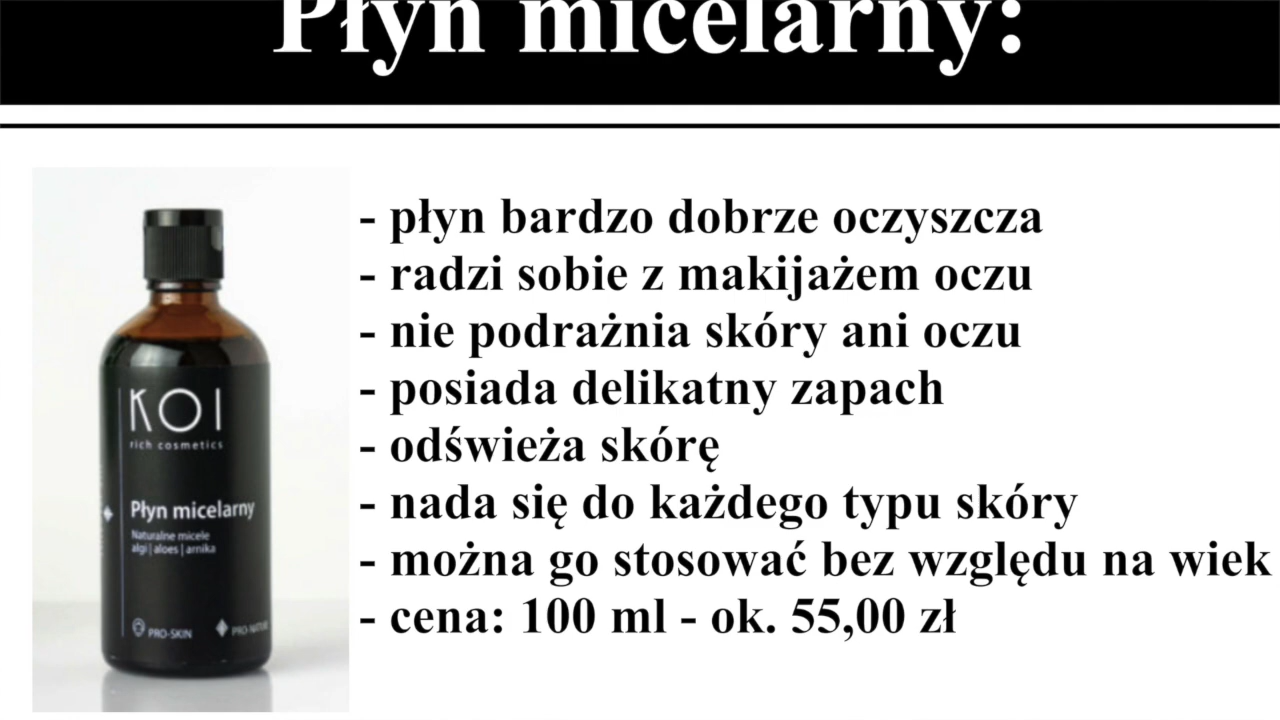 Płyn micelarny:
- płyn bardzo dobrze oczyszcza
- radzi sobie z makijażem oczu
- nie podrażnia skóry ani oczu
- posiada delikatny zapach
- odświeża skórę
- nada się do każdego typu skóry
- można go stosować bez względu na wiek
- cena: 100 ml - ok. 55,00 zł
KOI
rich cosmetics
Płyn micelarny
Naturalne micele
algi | aloes | arnika
PRO-SKIN